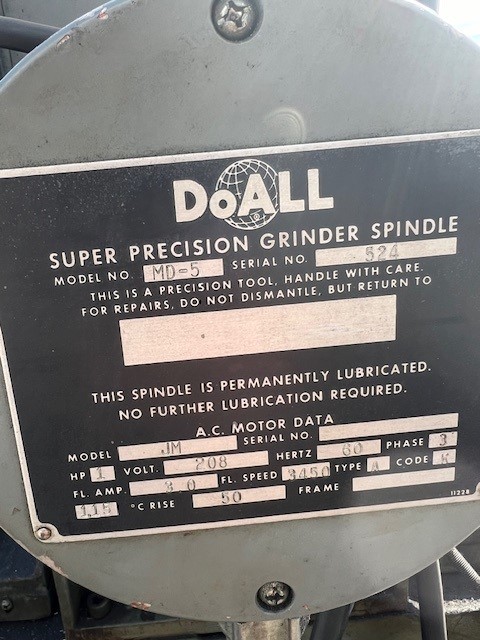 DoALL
SUPER PRECISION GRINDER SPINDLE
MODEL NO. MD-5 SERIAL NO. 524
THIS IS A PRECISION TOOL, HANDLE WITH CARE.
FOR REPAIRS, DO NOT DISMANTLE, BUT RETURN TO
THIS SPINDLE IS PERMANENTLY LUBRICATED.
NO FURTHER LUBRICATION REQUIRED.
A.C. MOTOR DATA
MODEL JM SERIAL NO.
HP 1 VOLT. 208 HERTZ 60 PHASE 3
FL. AMP. 3.0 FL. SPEED 3450 TYPE A CODE K
1.15 °C RISE 50 FRAME
11228